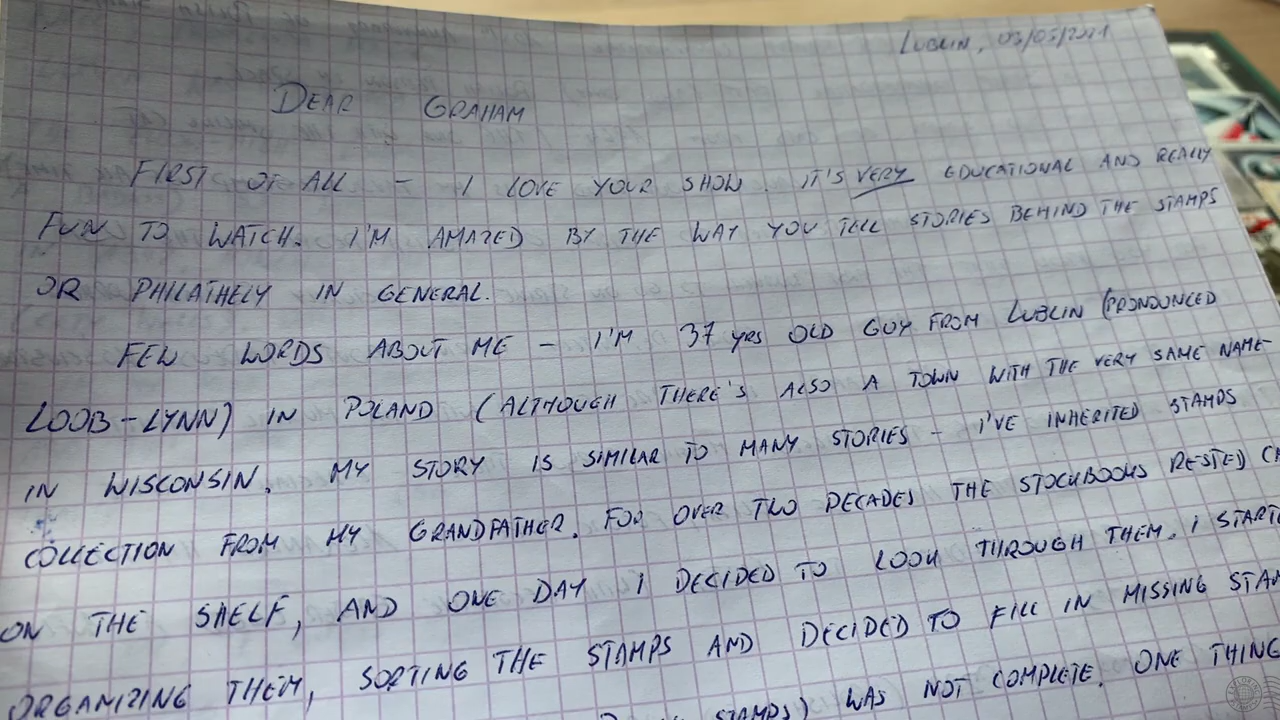 LUBLIN, 03/05/2021
DEAR GRAHAM
FIRST OF ALL - I LOVE YOUR SHOW. IT'S VERY EDUCATIONAL AND REALLY
FUN TO WATCH. I'M AMAZED BY THE WAY YOU TELL STORIES BEHIND THE STAMPS
OR PHILATHELY IN GENERAL.
FEW WORDS ABOUT ME - I'M 37 yrs OLD GUY FROM LUBLIN (PRONOUNCED
LOOB-LYNN) IN POLAND (ALTHOUGH THERE'S ALSO A TOWN WITH THE VERY SAME NAME
IN WISCONSIN. MY STORY IS SIMILAR TO MANY STORIES - I'VE INHERITED STAMPS
COLLECTION FROM MY GRANDFATHER. FOR OVER TWO DECADES THE STOCKBOOKS RESTED
ON THE SHELF, AND ONE DAY I DECIDED TO LOOK THROUGH THEM. I
ORGANIZING THEM, SORTING THE STAMPS AND DECIDED TO FILL IN MISSING
STAMPS) WAS NOT COMPLETE. ONE THING